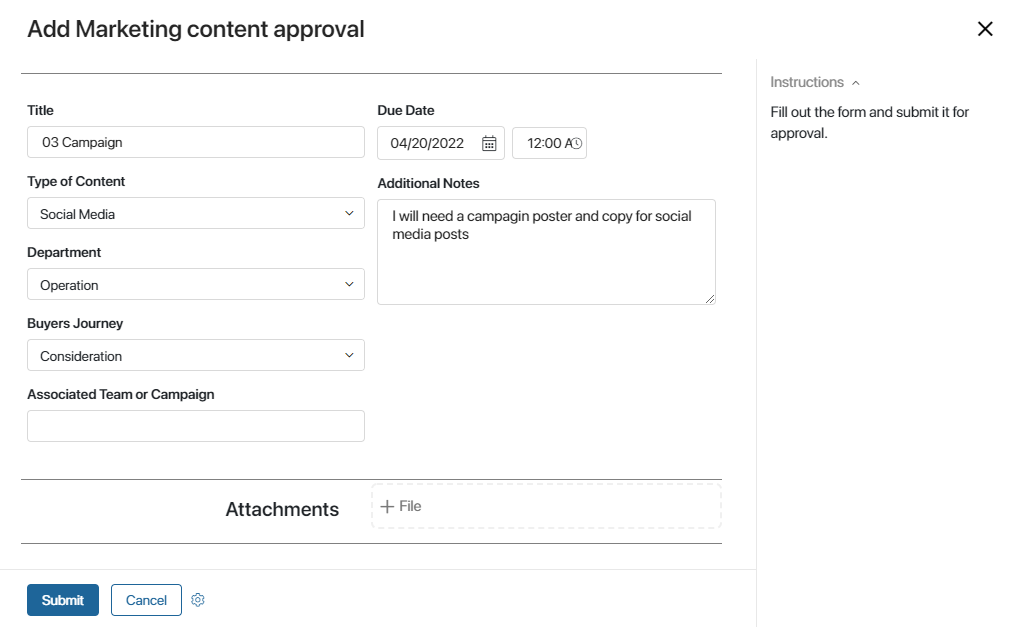 Add Marketing content approval
Instructions
Fill out the form and submit it for
approval.
Title
03 Campaign
Due Date
04/20/2022
12:00 A
Type of Content
Social Media
Additional Notes
I will need a campagin poster and copy for social
media posts
Department
Operation
Buyers Journey
Consideration
Associated Team or Campaign
Attachments
File
Submit
Cancel